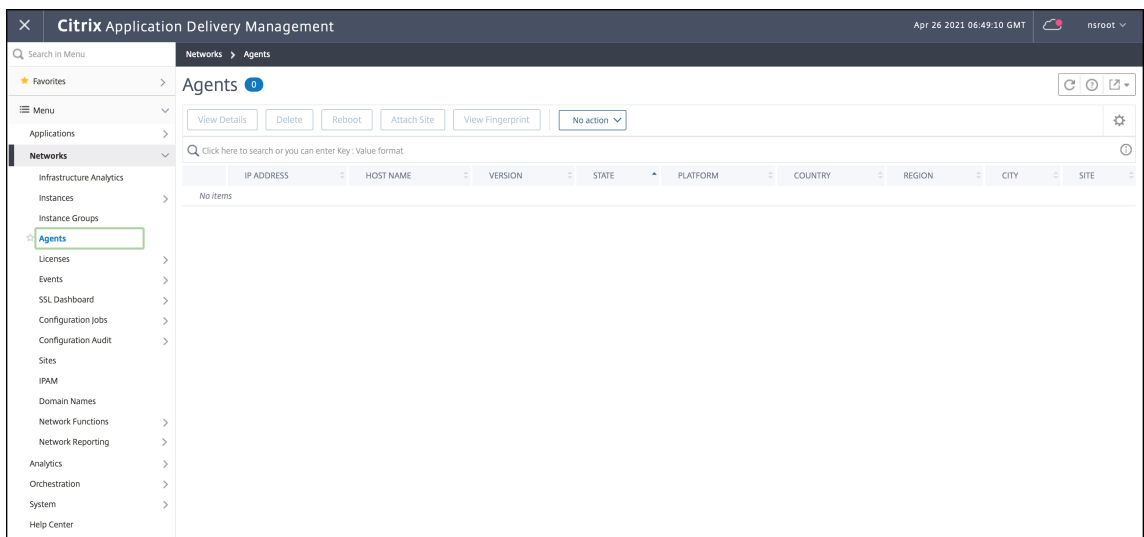 Citrix Application Delivery Management
Apr 26 2021 06:49:10 GMT
nsroot
Search in Menu
Networks > Agents
Favorites
Agents 0
Menu
View Details Delete Reboot Attach Site View Fingerprint No action
Applications
Networks
Click here to search or you can enter Key : Value format
Infrastructure Analytics
IP ADDRESS HOST NAME VERSION STATE PLATFORM COUNTRY REGION CITY SITE
Instances
No items
Instance Groups
Agents
Licenses
Events
SSL Dashboard
Configuration Jobs
Configuration Audit
Sites
IPAM
Domain Names
Network Functions
Network Reporting
Analytics
Orchestration
System
Help Center